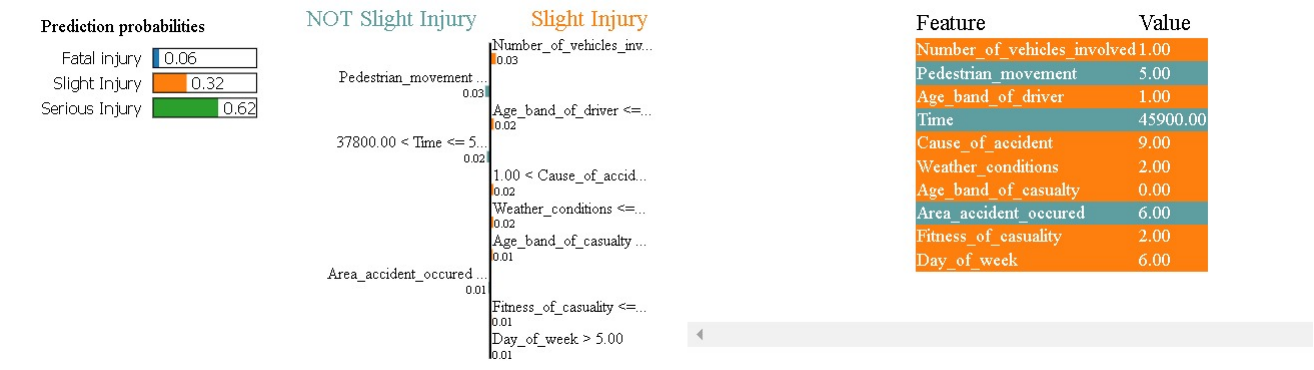 Prediction probabilities
Fatal injury 0.06
Slight Injury 0.32
Serious Injury 0.62
NOT Slight Injury Slight Injury
Number_of_vehicles_inv...
0.03
Pedestrian_movement ...
0.03
Age_band_of_driver <=...
0.02
37800.00 < Time <= 5...
0.02
1.00 < Cause_of_accid...
0.02
Weather_conditions <=...
0.02
Age_band_of_casualty ...
0.01
Area_accident_occured ...
0.01
Fitness_of_casuality <=...
0.01
Day_of_week > 5.00
0.01
Feature Value
Number_of_vehicles_involved 1.00
Pedestrian_movement 5.00
Age_band_of_driver 1.00
Time 45900.00
Cause_of_accident 9.00
Weather_conditions 2.00
Age_band_of_casualty 0.00
Area_accident_occured 6.00
Fitness_of_casuality 2.00
Day_of_week 6.00